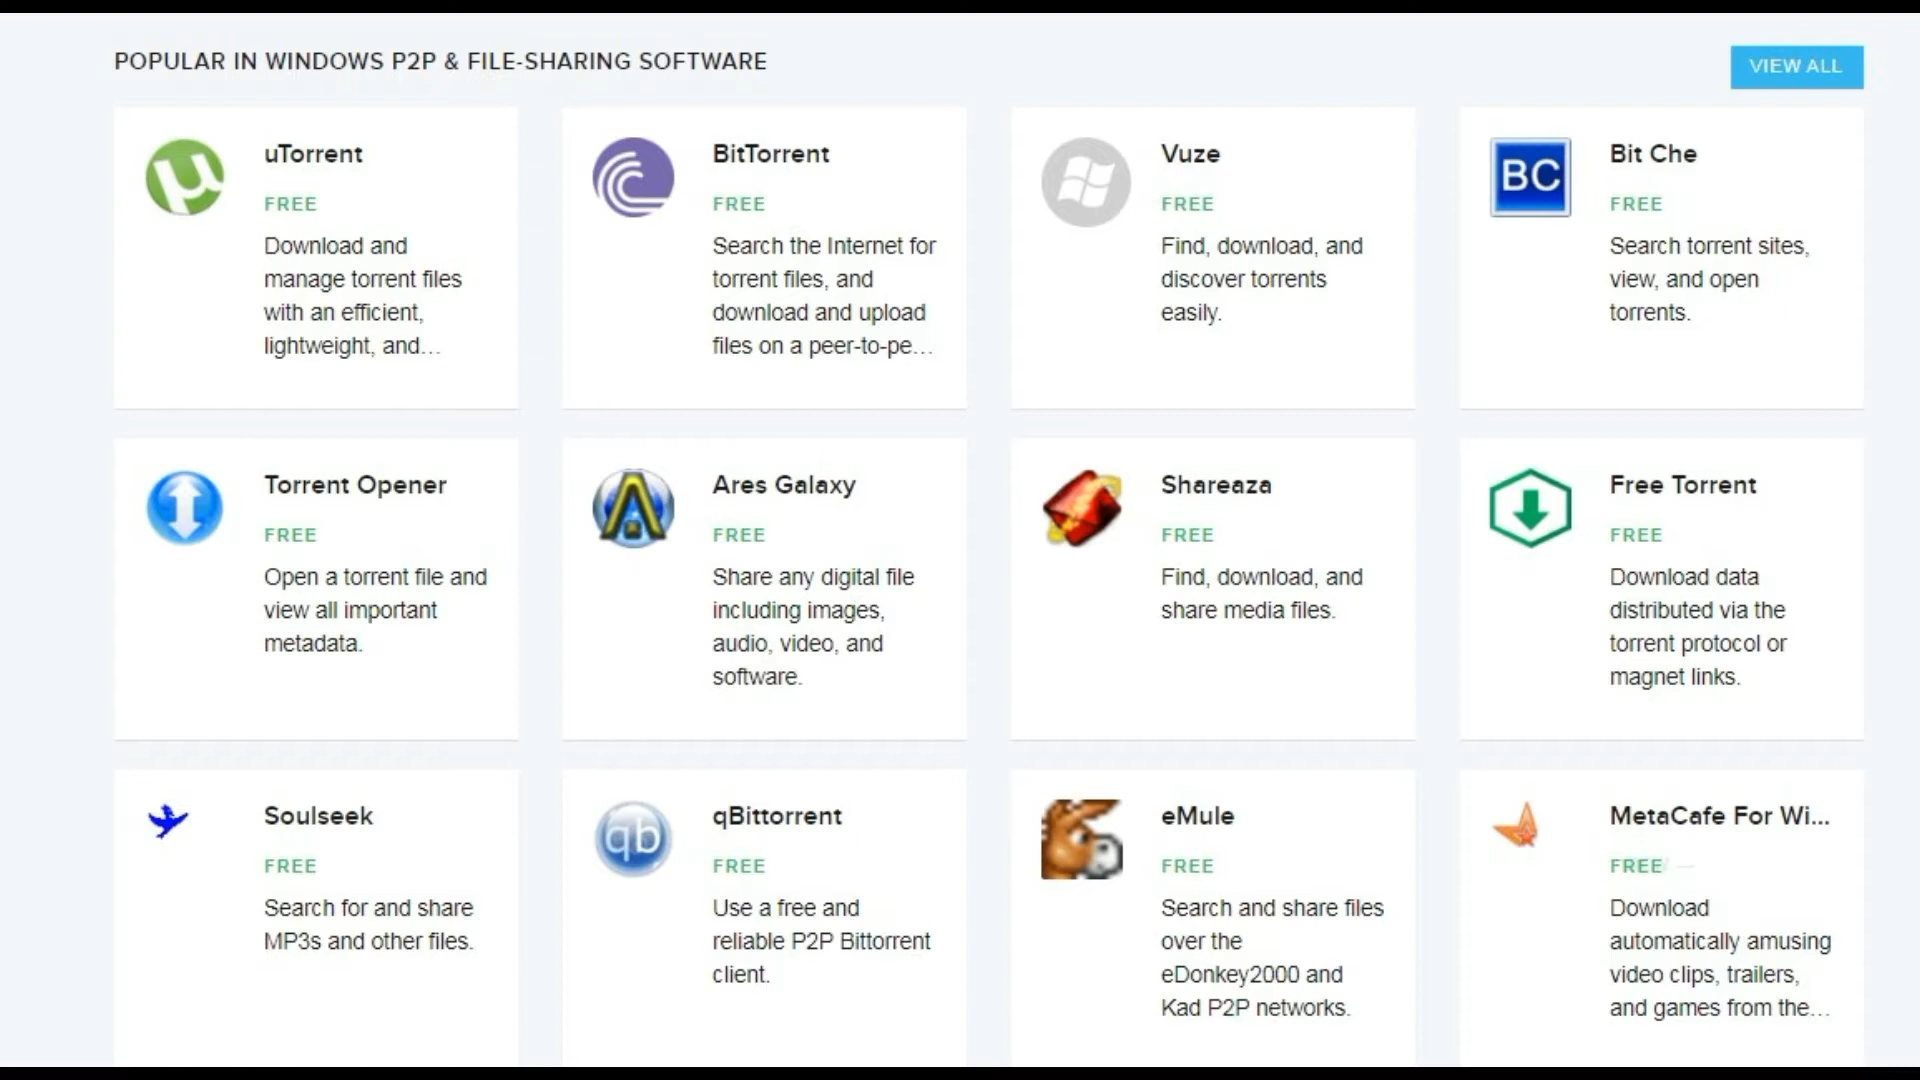 POPULAR IN WINDOWS P2P & FILE-SHARING SOFTWARE
VIEW ALL
uTorrent
FREE
Download and
manage torrent files
with an efficient,
lightweight, and...
BitTorrent
FREE
Search the Internet for
torrent files, and
download and upload
files on a peer-to-pe...
Vuze
FREE
Find, download, and
discover torrents
easily.
BC
Bit Che
FREE
Search torrent sites,
view, and open
torrents.
Torrent Opener
FREE
Open a torrent file and
view all important
metadata.
Ares Galaxy
FREE
Share any digital file
including images,
audio, video, and
software.
Shareaza
FREE
Find, download, and
share media files.
Free Torrent
FREE
Download data
distributed via the
torrent protocol or
magnet links.
Soulseek
FREE
Search for and share
MP3s and other files.
qb
qBittorrent
FREE
Use a free and
reliable P2P Bittorrent
client.
eMule
FREE
Search and share files
over the
eDonkey2000 and
Kad P2P networks.
MetaCafe For Wi...
FREE
Download
automatically amusing
video clips, trailers,
and games from the...